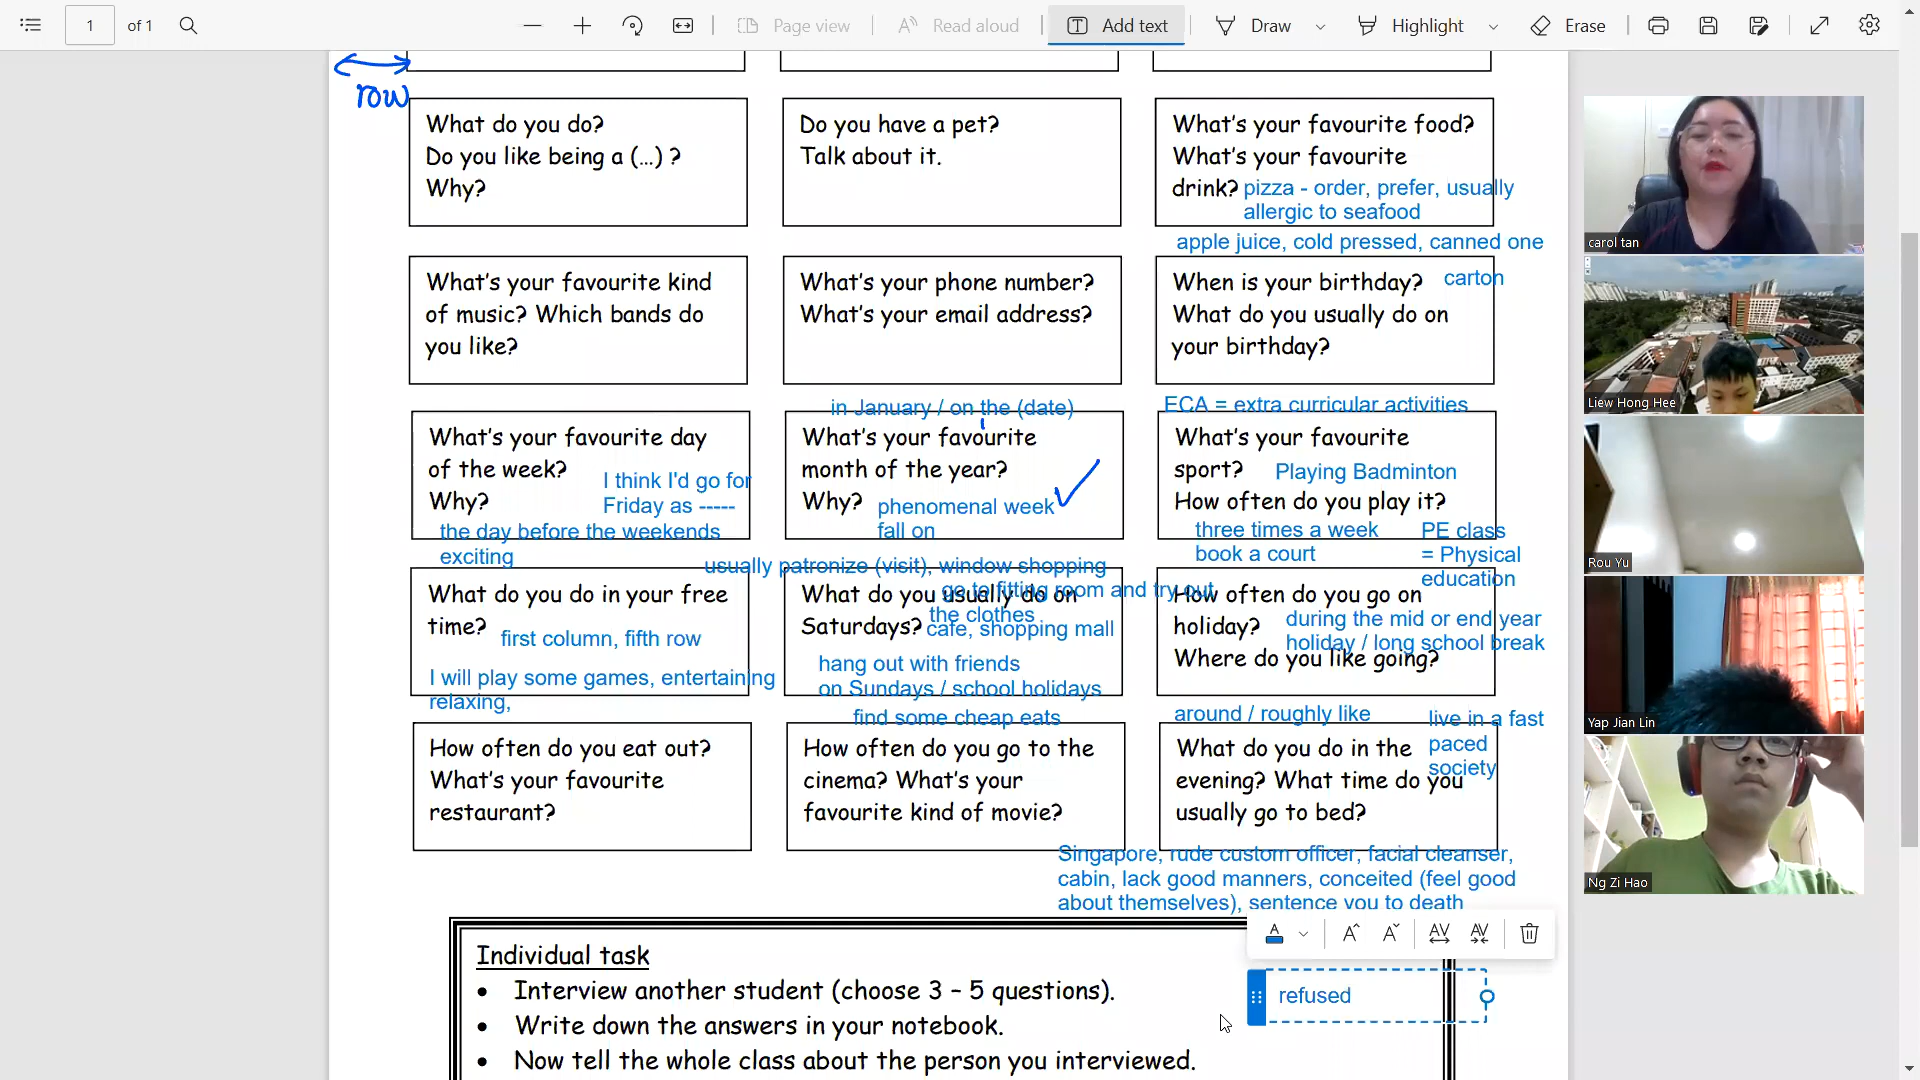 1 of 1 Page view Read aloud Add text Draw Highlight Erase
row
What do you do?
Do you like being a (...) ?
Why?
Do you have a pet?
Talk about it.
What's your favourite food?
What's your favourite
drink?
pizza - order, prefer, usually
allergic to seafood
apple juice, cold pressed, canned one
carton
What's your favourite kind
of music? Which bands do
you like?
What's your phone number?
What's your email address?
When is your birthday?
What do you usually do on
your birthday?
in January / on the (date)
ECA = extra curricular activities
What's your favourite day
of the week?
Why?
I think I'd go for
Friday as -----
the day before the weekends
exciting
What's your favourite
month of the year?
Why?
phenomenal week
fall on
What's your favourite
sport?
Playing Badminton
How often do you play it?
three times a week
book a court
PE class
= Physical
education
usually patronize (visit), window shopping
go to fitting room and try out
the clothes
What do you do in your free
time?
first column, fifth row
I will play some games, entertaining
relaxing,
What do you usually do on
Saturdays?
cafe, shopping mall
hang out with friends
on Sundays / school holidays
find some cheap eats
How often do you go on
holiday?
Where do you like going?
during the mid or end year
holiday / long school break
around / roughly like
live in a fast
paced
society
How often do you eat out?
What's your favourite
restaurant?
How often do you go to the
cinema? What's your
favourite kind of movie?
What do you do in the
evening? What time do you
usually go to bed?
Singapore, rude custom officer, facial cleanser,
cabin, lack good manners, conceited (feel good
about themselves), sentence you to death
Individual task
• Interview another student (choose 3 – 5 questions).
• Write down the answers in your notebook.
• Now tell the whole class about the person you interviewed.
refused
carol tan
Liew Hong Hee
Rou Yu
Yap Jian Lin
Ng Zi Hao